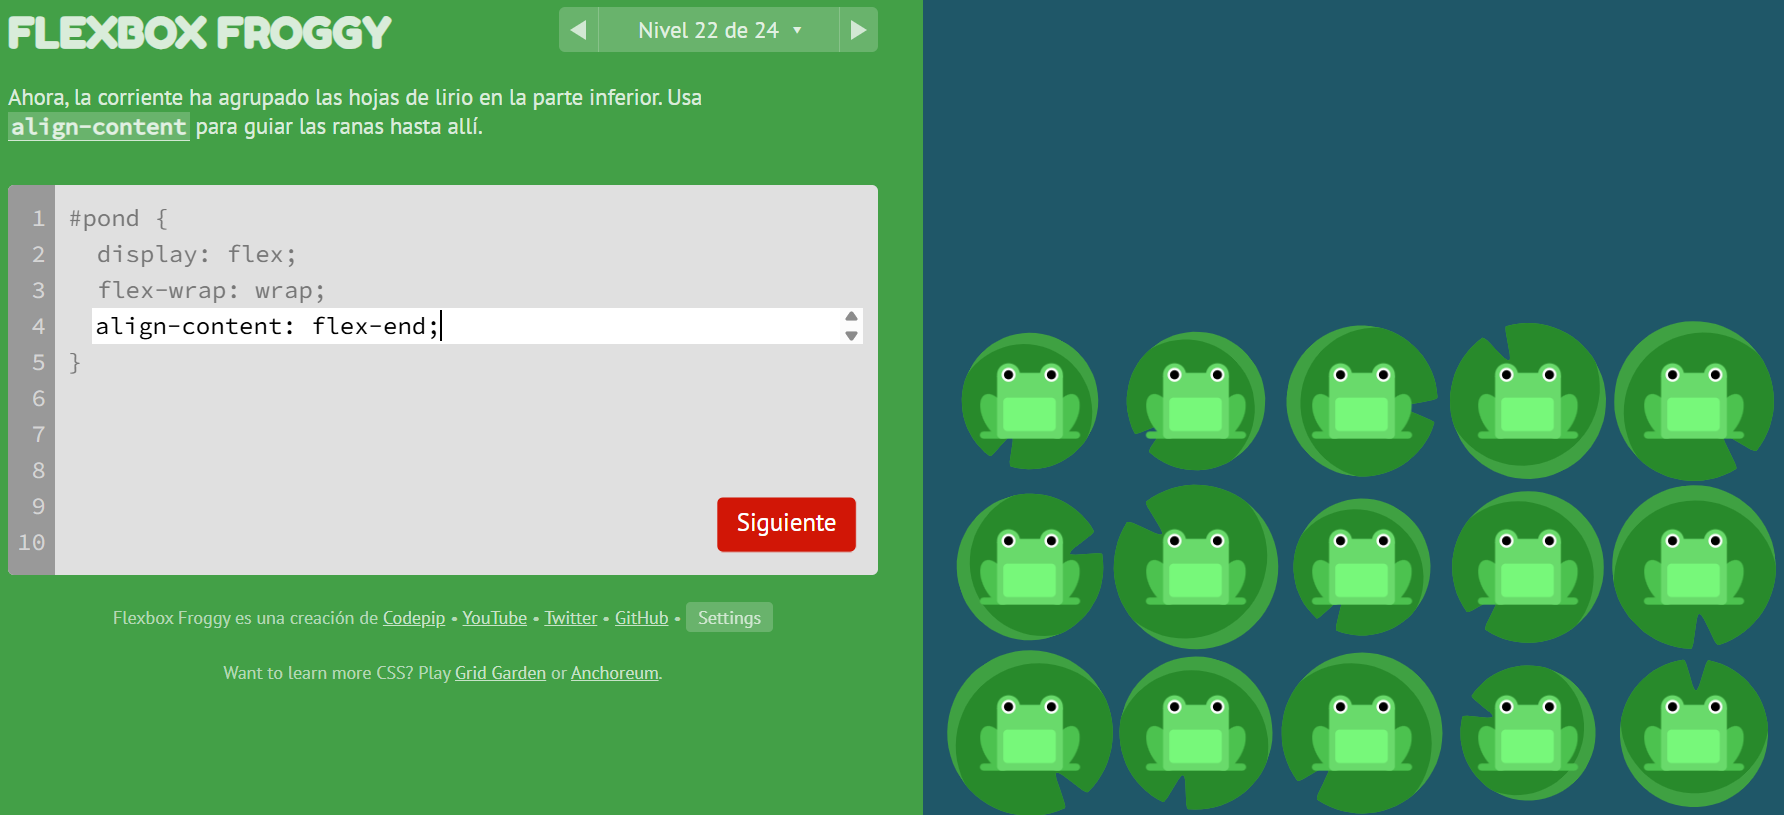 FLEXBOX FROGGY
Nivel 22 de 24
Ahora, la corriente ha agrupado las hojas de lirio en la parte inferior. Usa
align-content para guiar las ranas hasta allí.
1 #pond {
2 display: flex;
3 flex-wrap: wrap;
4 align-content: flex-end;
5 }
6
7
8
9
10
Siguiente
Flexbox Froggy es una creación de Codepip • YouTube • Twitter • GitHub • Settings
Want to learn more CSS? Play Grid Garden or Anchoreum.